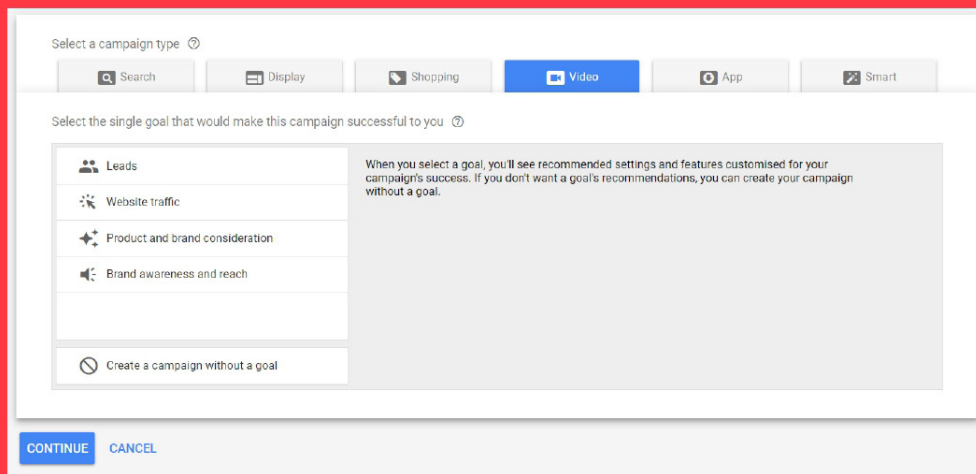 Select a campaign type
Search
Display
Shopping
Video
App
Smart
Select the single goal that would make this campaign successful to you
Leads
Website traffic
Product and brand consideration
Brand awareness and reach
Create a campaign without a goal
When you select a goal, you'll see recommended settings and features customised for your
campaign's success. If you don't want a goal's recommendations, you can create your campaign
without a goal.
CONTINUE
CANCEL